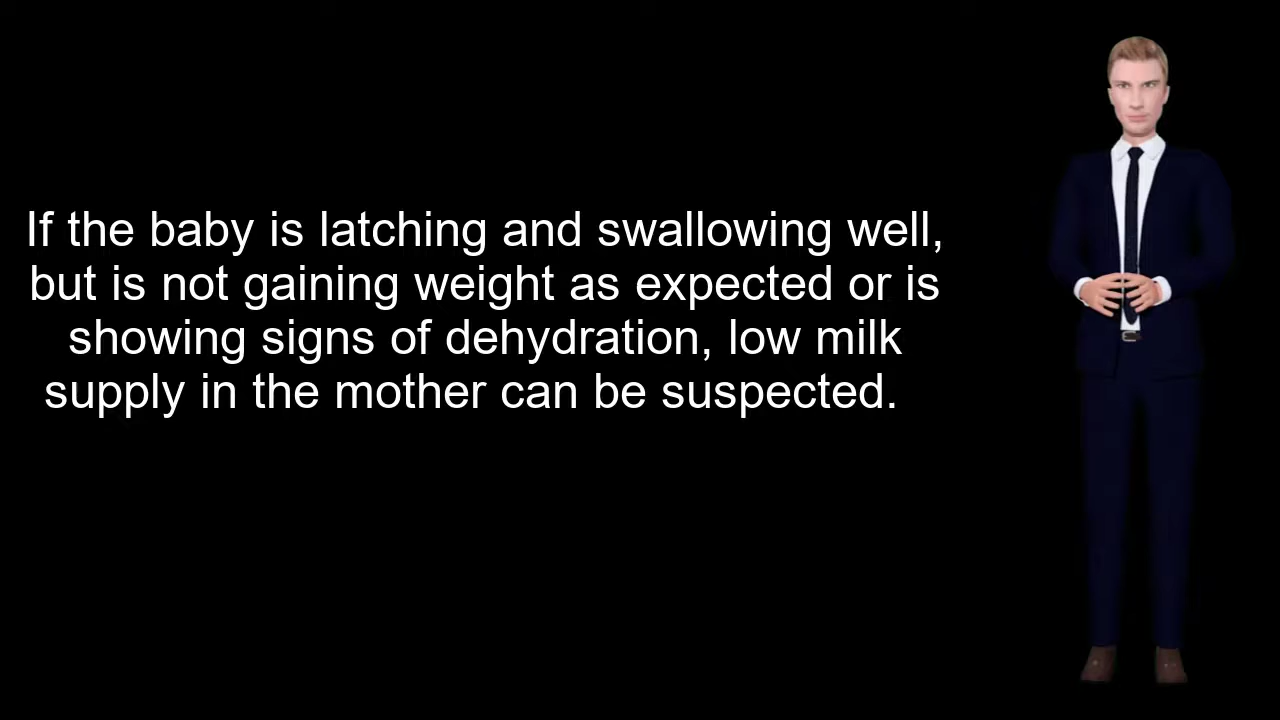 If the baby is latching and swallowing well,
but is not gaining weight as expected or is
showing signs of dehydration, low milk
supply in the mother can be suspected.